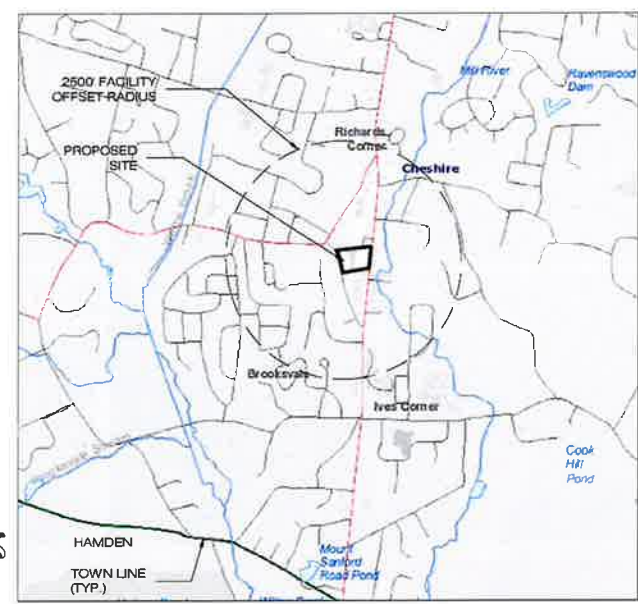 2500' FACILITY
OFFSET RADIUS
Mill River
Ravenswood
Dam
Richards
Corner
PROPOSED
SITE
Cheshire
Brooksvale
Ives Corner
Cook
Hill
Pond
HAMDEN
TOWN LINE
(TYP.)
Mount
Sanford
Road Pond